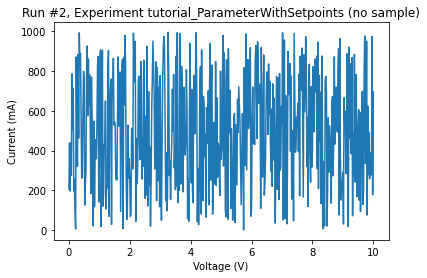 Run #2, Experiment tutorial_ParameterWithSetpoints (no sample)
1000
800
600
400
200
0
Current (mA)
0 2 4 6 8 10
Voltage (V)